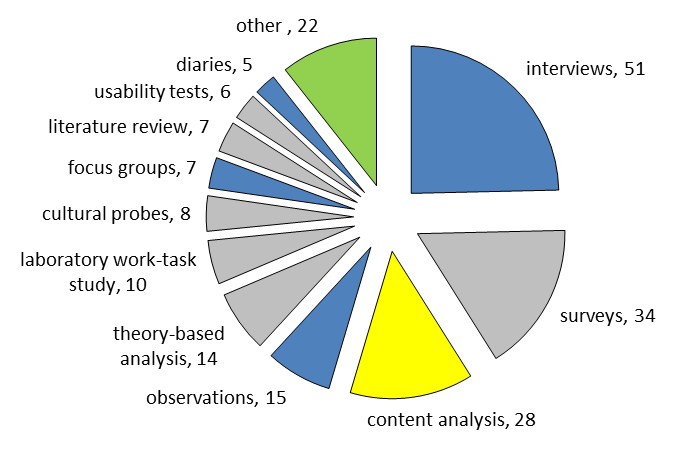 other , 22
interviews, 51
surveys, 34
content analysis, 28
observations, 15
theory-based
analysis, 14
laboratory work-task
study, 10
cultural probes, 8
focus groups, 7
literature review, 7
usability tests, 6
diaries, 5